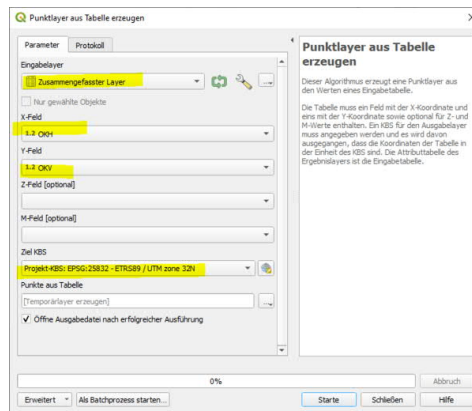 Punktlayer aus Tabelle erzeugen
Parameter
Protokoll
Eingabelayer
Zusammengefasster Layer
Nur gewählte Objekte
X-Feld
1.2 OKH
Y-Feld
1.2 OKV
Z-Feld [optional]
M-Feld [optional]
Ziel KBS
Projekt-KBS: EPSG:25832 - ETRS89 / UTM zone 32N
Punkte aus Tabelle
[Temporärlayer erzeugen]
Öffne Ausgabedatei nach erfolgreicher Ausführung
Punktlayer aus Tabelle
erzeugen
Dieser Algorithmus erzeugt eine Punktlayer aus
den Werten eines Eingabetabelle.
Die Tabelle muss ein Feld mit der X-Koordinate und
eins mit der Y-Koordinate sowie optional für Z- und
M-Werte enthalten. Ein KBS für den Ausgabelayer
muss angegeben werden und es wird davon
ausgegangen, dass die Koordinaten der Tabelle in
der Einheit des KBS sind. Die Attributtabelle des
Ergebnislayers ist die Eingabetabelle.
0%
Abbruch
Erweitert
Als Batchprozess starten...
Starte
Schließen
Hilfe